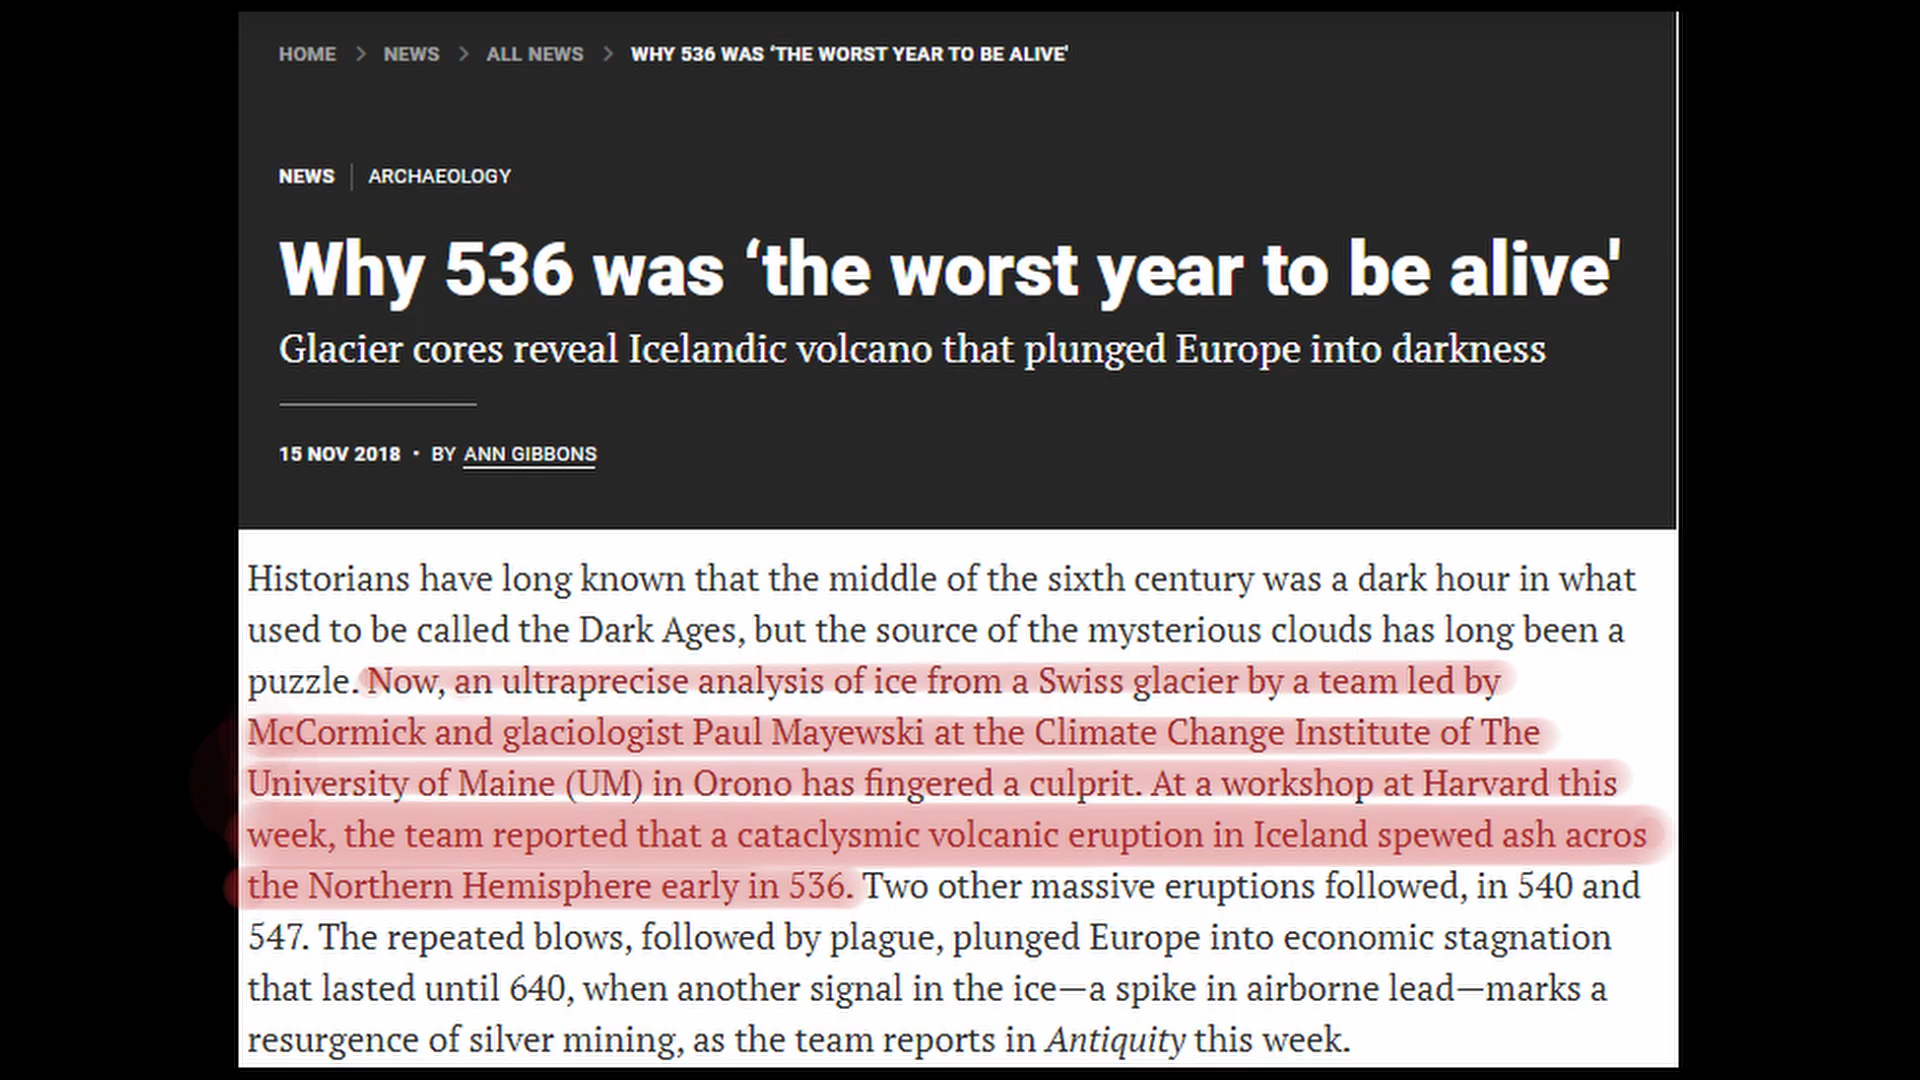 HOME > NEWS > ALL NEWS > WHY 536 WAS ‘THE WORST YEAR TO BE ALIVE'
NEWS | ARCHAEOLOGY
Why 536 was ‘the worst year to be alive'
Glacier cores reveal Icelandic volcano that plunged Europe into darkness
15 NOV 2018 • BY ANN GIBBONS
Historians have long known that the middle of the sixth century was a dark hour in what
used to be called the Dark Ages, but the source of the mysterious clouds has long been a
puzzle. Now, an ultraprecise analysis of ice from a Swiss glacier by a team led by
McCormick and glaciologist Paul Mayewski at the Climate Change Institute of The
University of Maine (UM) in Orono has fingered a culprit. At a workshop at Harvard this
week, the team reported that a cataclysmic volcanic eruption in Iceland spewed ash acros
the Northern Hemisphere early in 536. Two other massive eruptions followed, in 540 and
547. The repeated blows, followed by plague, plunged Europe into economic stagnation
that lasted until 640, when another signal in the ice—a spike in airborne lead—marks a
resurgence of silver mining, as the team reports in Antiquity this week.